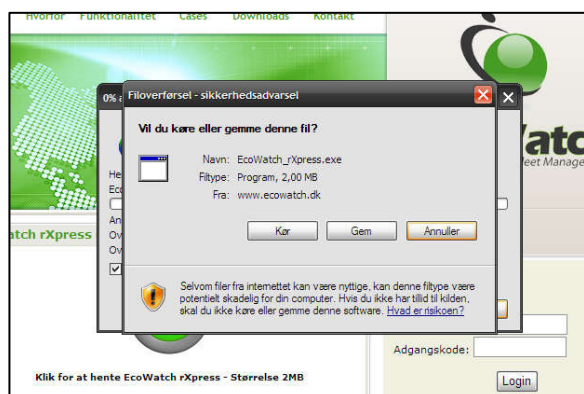 Hvorfor Funktionalitet Cases Downloads Kontakt
0%
Filoverførsel - sikkerhedsadvarsel
Vil du køre eller gemme denne fil?
Navn: EcoWatch_rXpress.exe
Filtype: Program, 2,00 MB
Fra: www.ecowatch.dk
Kør Gem Annuller
Selvom filer fra internettet kan være nyttige, kan denne filtype være
potentielt skadelig for din computer. Hvis du ikke har tillid til kilden,
skal du ikke køre eller gemme denne software. Hvad er risikoen?
atch rXpress
Adgangskode:
Login
Klik for at hente EcoWatch rXpress - Størrelse 2MB